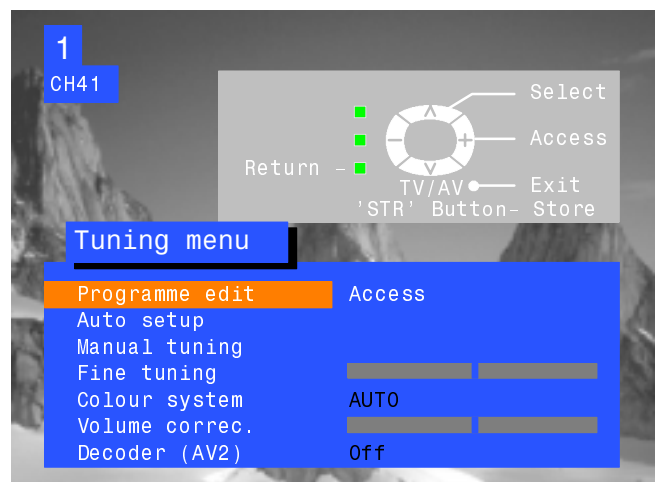 1
CH41
Select
Access
Return –
TV/AV Exit
'STR' Button– Store
Tuning menu
Programme edit Access
Auto setup
Manual tuning
Fine tuning
Colour system AUTO
Volume correc.
Decoder (AV2) Off